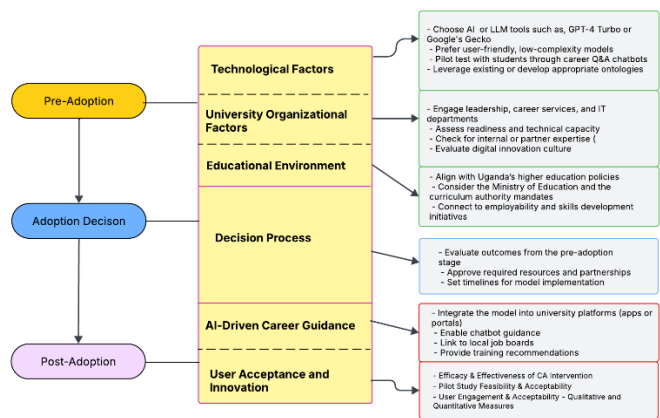 Pre-Adoption
Adoption Decison
Post-Adoption
Technological Factors
University Organizational
Factors
Educational Environment
Decision Process
AI-Driven Career Guidance
User Acceptance and
Innovation
- Choose AI or LLM tools such as, GPT-4 Turbo or
Google's Gecko
- Prefer user-friendly, low-complexity models
- Pilot test with students through career Q&A chatbots
- Leverage existing or develop appropriate ontologies
- Engage leadership, career services, and IT
departments
- Assess readiness and technical capacity
- Check for internal or partner expertise (
- Evaluate digital innovation culture
- Align with Uganda's higher education policies
- Consider the Ministry of Education and the
curriculum authority mandates
- Connect to employability and skills development
initiatives
- Evaluate outcomes from the pre-adoption
stage
- Approve required resources and partnerships
- Set timelines for model implementation
- Integrate the model into university platforms (apps or
portals)
- Enable chatbot guidance
- Link to local job boards
- Provide training recommendations
- Efficacy & Effectiveness of CA Intervention
- Pilot Study Feasibility & Acceptability
- User Engagement & Acceptability - Qualitative and
Quantitative Measures